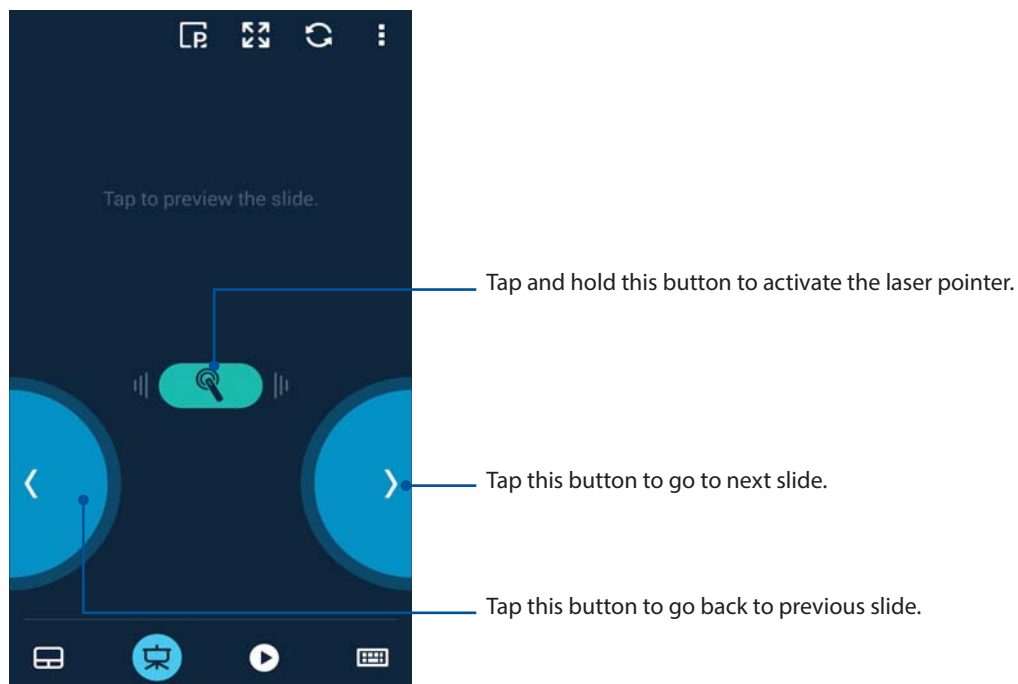 P
Tap to preview the slide.
Tap and hold this button to activate the laser pointer.
Tap this button to go to next slide.
Tap this button to go back to previous slide.